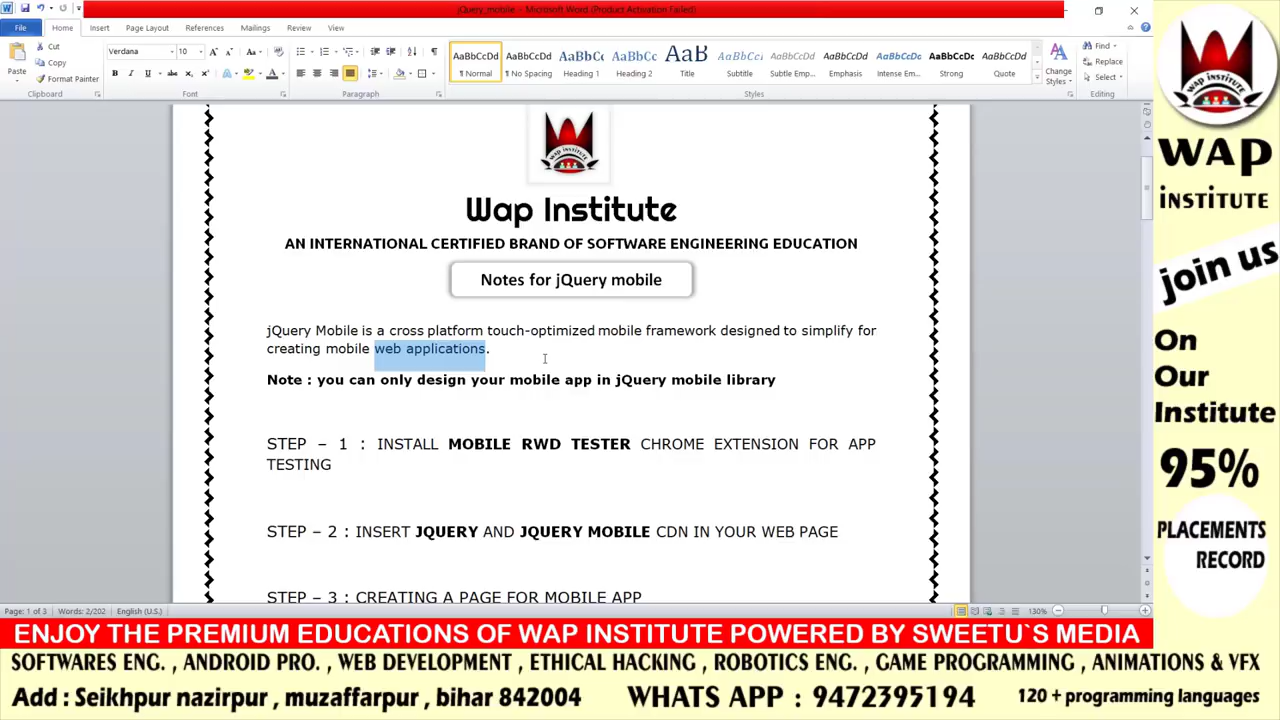 jQuery_mobile - Microsoft Word (Product Activation Failed)
File Home Insert Page Layout References Mailings Review View
Paste
Cut
Copy
Format Painter
Clipboard
Verdana 10
Font
Paragraph
AaBbCcDd AaBbCcDd AaBbCc AaBbCc AaB AaBbCcI AaBbCcDd AaBbCcDd AaBbCcDd AaBbCcDc AaBbCcDd
¶ Normal ¶ No Spacing Heading 1 Heading 2 Title Subtitle Subtle Emp... Emphasis Intense Em... Strong Quote
Styles
Change
Styles
Find
Replace
Select
Editing
Wap institute
Wap Institute
AN INTERNATIONAL CERTIFIED BRAND OF SOFTWARE ENGINEERING EDUCATION
Notes for jQuery mobile
jQuery Mobile is a cross platform touch-optimized mobile framework designed to simplify for
creating mobile web applications.
Note : you can only design your mobile app in jQuery mobile library
STEP – 1 : INSTALL MOBILE RWD TESTER CHROME EXTENSION FOR APP
TESTING
STEP – 2 : INSERT JQUERY AND JQUERY MOBILE CDN IN YOUR WEB PAGE
STEP – 3 : CREATING A PAGE FOR MOBILE APP
Page: 1 of 3 Words: 2/202 English (U.S.) 130%
wap institute
WAP
iNSTITUTE
join us
On
Our
Institute
95%
PLACEMENTS
RECORD
ENJOY THE PREMIUM EDUCATIONS OF WAP INSTITUTE POWERED BY SWEETU`S MEDIA
SOFTWARES ENG. , ANDROID PRO. , WEB DEVELOPMENT , ETHICAL HACKING , ROBOTICS ENG. , GAME PROGRAMMING , ANIMATIONS & VFX
Add : Seikhpur nazirpur , muzaffarpur , bihar 842004 WHATS APP : 9472395194 120 + programming languages